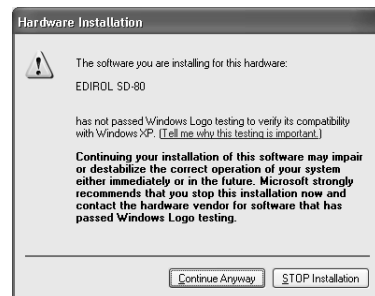 Hardware Installation
The software you are installing for this hardware:
EDIROL SD-80
has not passed Windows Logo testing to verify its compatibility
with Windows XP. (Tell me why this testing is important.)
Continuing your installation of this software may impair
or destabilize the correct operation of your system
either immediately or in the future. Microsoft strongly
recommends that you stop this installation now and
contact the hardware vendor for software that has
passed Windows Logo testing.
Continue Anyway
STOP Installation